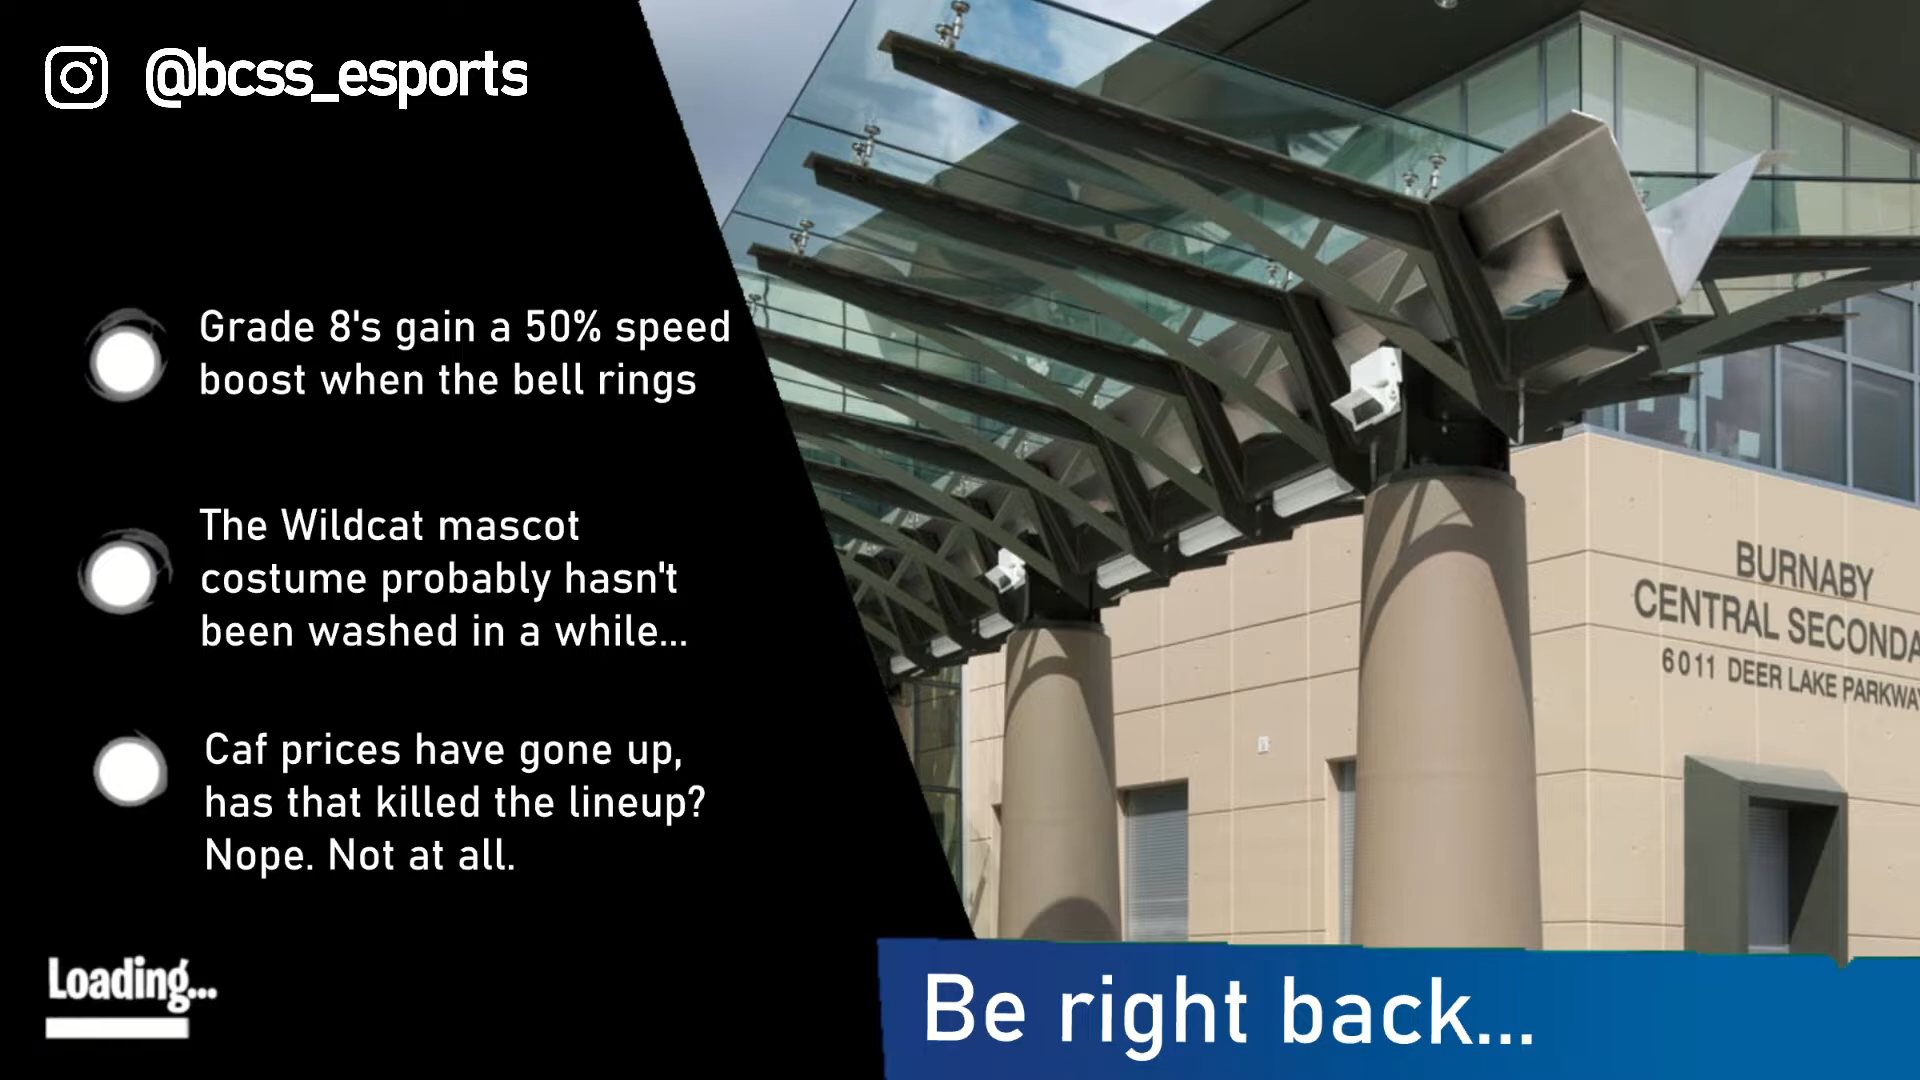 @bcss_esports
Grade 8's gain a 50% speed
boost when the bell rings
The Wildcat mascot
costume probably hasn't
been washed in a while...
Caf prices have gone up,
has that killed the lineup?
Nope. Not at all.
Loading...
BURNABY
CENTRAL SECONDA
6011 DEER LAKE PARKWAY
Be right back...